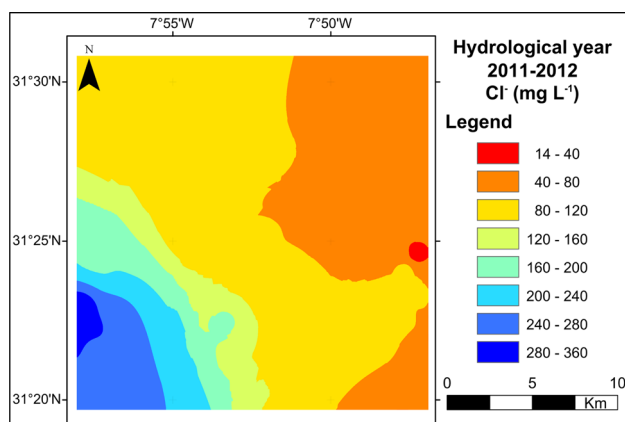 7°55'W 7°50'W
N
31°30'N
31°25'N
31°20'N
Hydrological year
2011-2012
Cl⁻ (mg L⁻¹)
Legend
14 - 40
40 - 80
80 - 120
120 - 160
160 - 200
200 - 240
240 - 280
280 - 360
0 5 10
Km